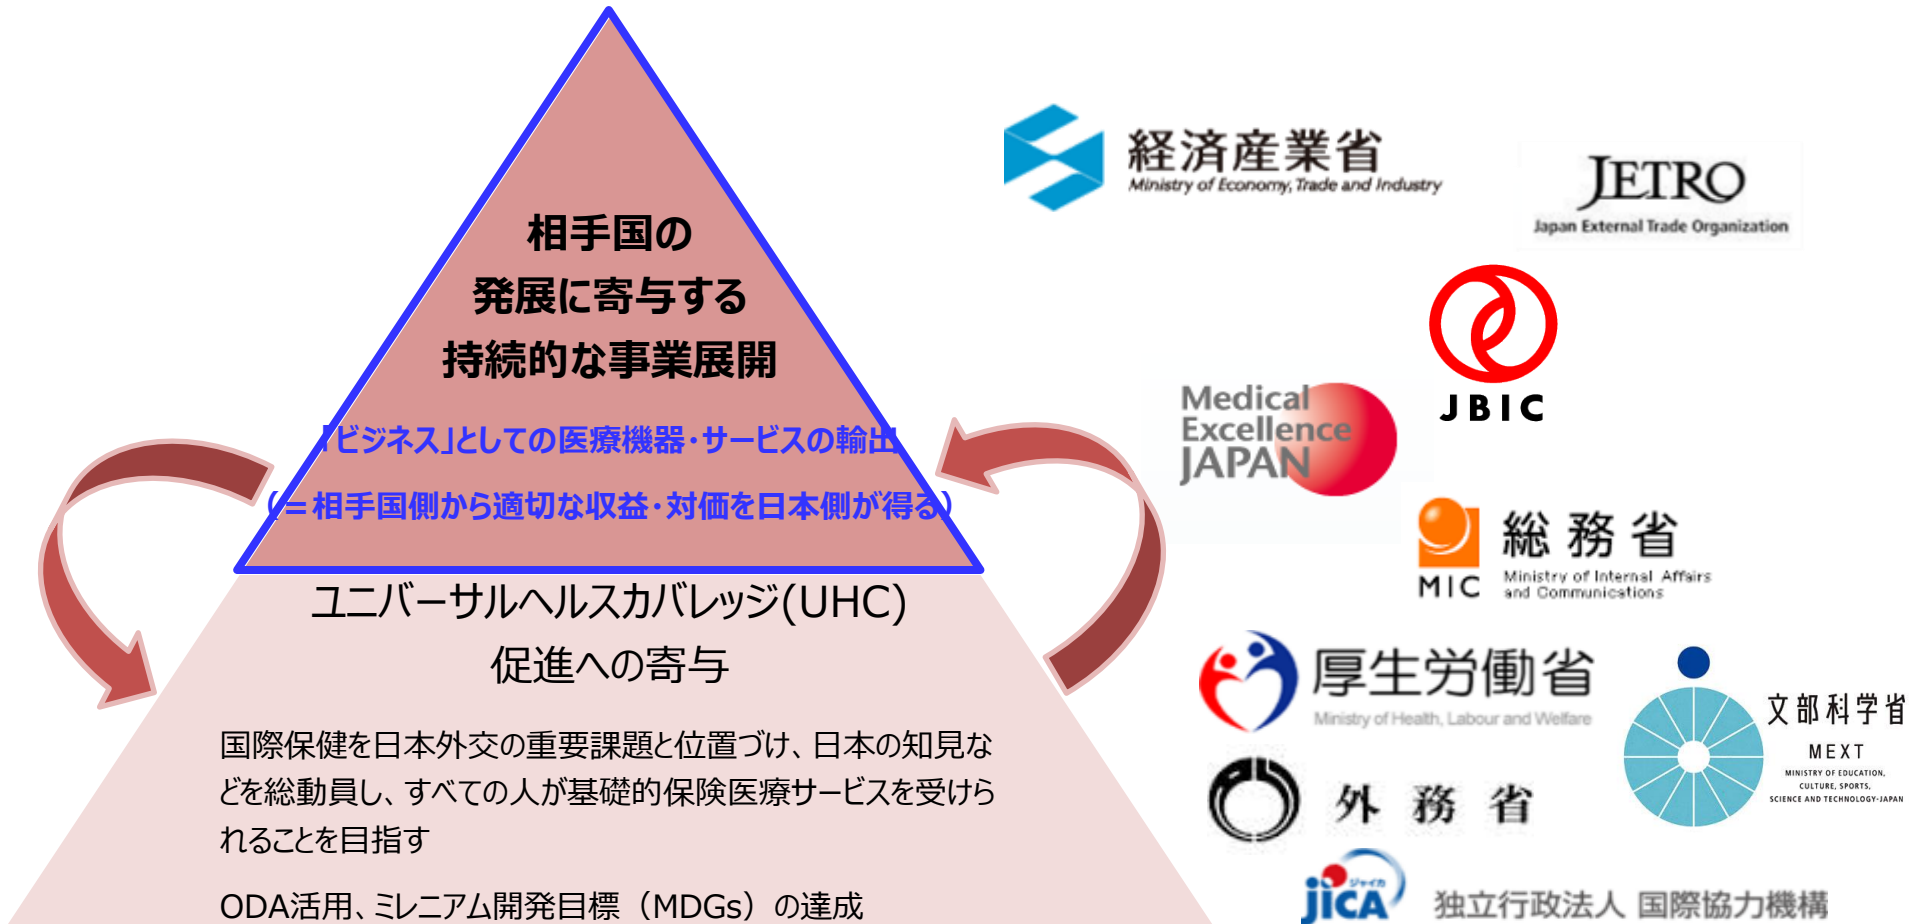 相手国の
発展に寄与する
持続的な事業展開
「ビジネス」としての医療機器・サービスの輸出
(=相手国側から適切な収益・対価を日本側が得る)
ユニバーサルヘルスカバレッジ(UHC)
促進への寄与
国際保健を日本外交の重要課題と位置づけ、日本の知見な
どを総動員し、すべての人が基礎的保険医療サービスを受けら
れることを目指す
ODA活用、ミレニアム開発目標（MDGs）の達成
経済産業省
Ministry of Economy, Trade and Industry
JETRO
Japan External Trade Organization
JBIC
Medical
Excellence
JAPAN
総務省
MIC
Ministry of Internal Affairs
and Communications
厚生労働省
Ministry of Health, Labour and Welfare
文部科学省
MEXT
MINISTRY OF EDUCATION,
CULTURE, SPORTS,
SCIENCE AND TECHNOLOGY-JAPAN
外務省
ジャイカ
jICA
独立行政法人 国際協力機構